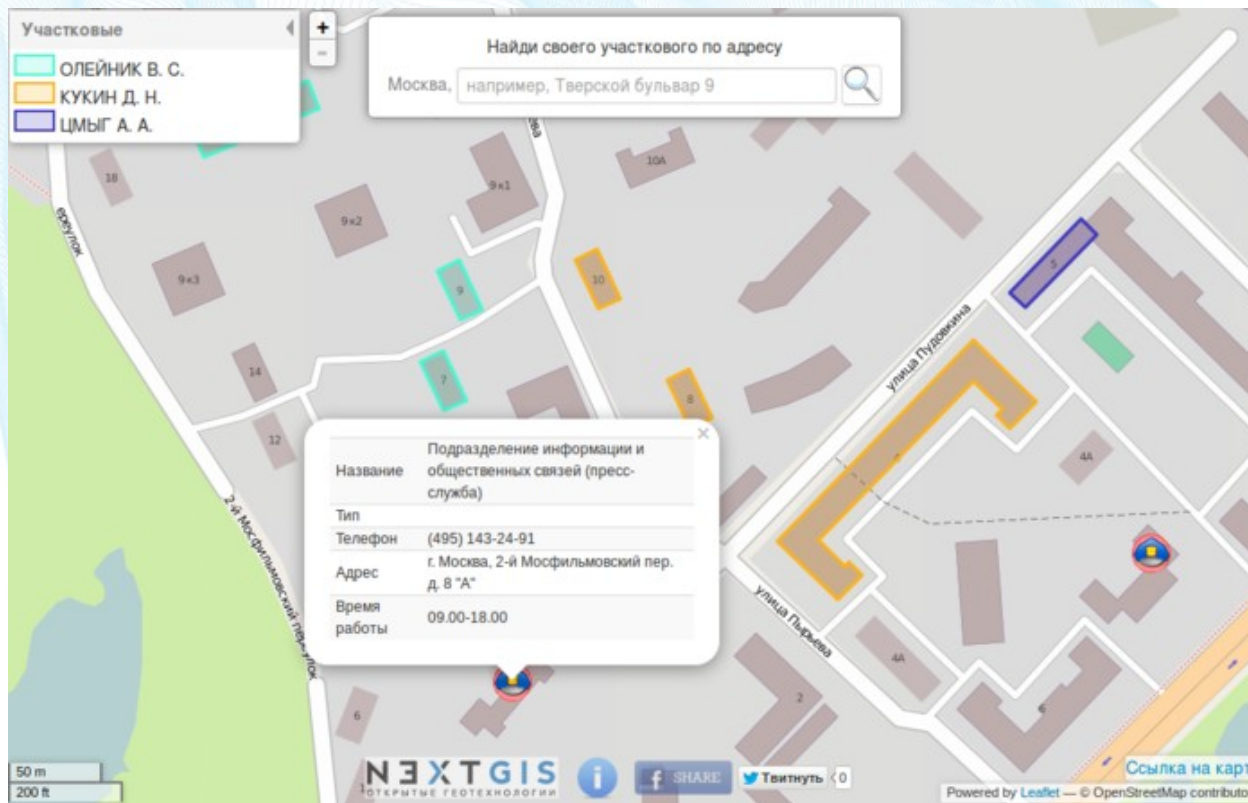 Участковые
ОЛЕЙНИК В. С.
КУКИН Д. Н.
ЦМЫГ А. А.
+
−
Найди своего участкового по адресу
Москва, например, Тверской бульвар 9
ьева
10А
18
9к1
9к2
ереулок
9к3
9
10
3
улица Пудовкина
14
7
8
12
4А
Название Подразделение информации и
общественных связей (пресс-
служба)
Тип
Телефон (495) 143-24-91
Адрес г. Москва, 2-й Мосфильмовский пер.
д. 8 "А"
Время
работы 09.00-18.00
2-й Мосфильмовский переулок
улица Пырьева
4А
6
2
6
50 m
200 ft
NEXTGIS
ОТКРЫТЫЕ ГЕОТЕХНОЛОГИИ
i
f SHARE
Твитнуть 0
Ссылка на карт
Powered by Leaflet — © OpenStreetMap contributo